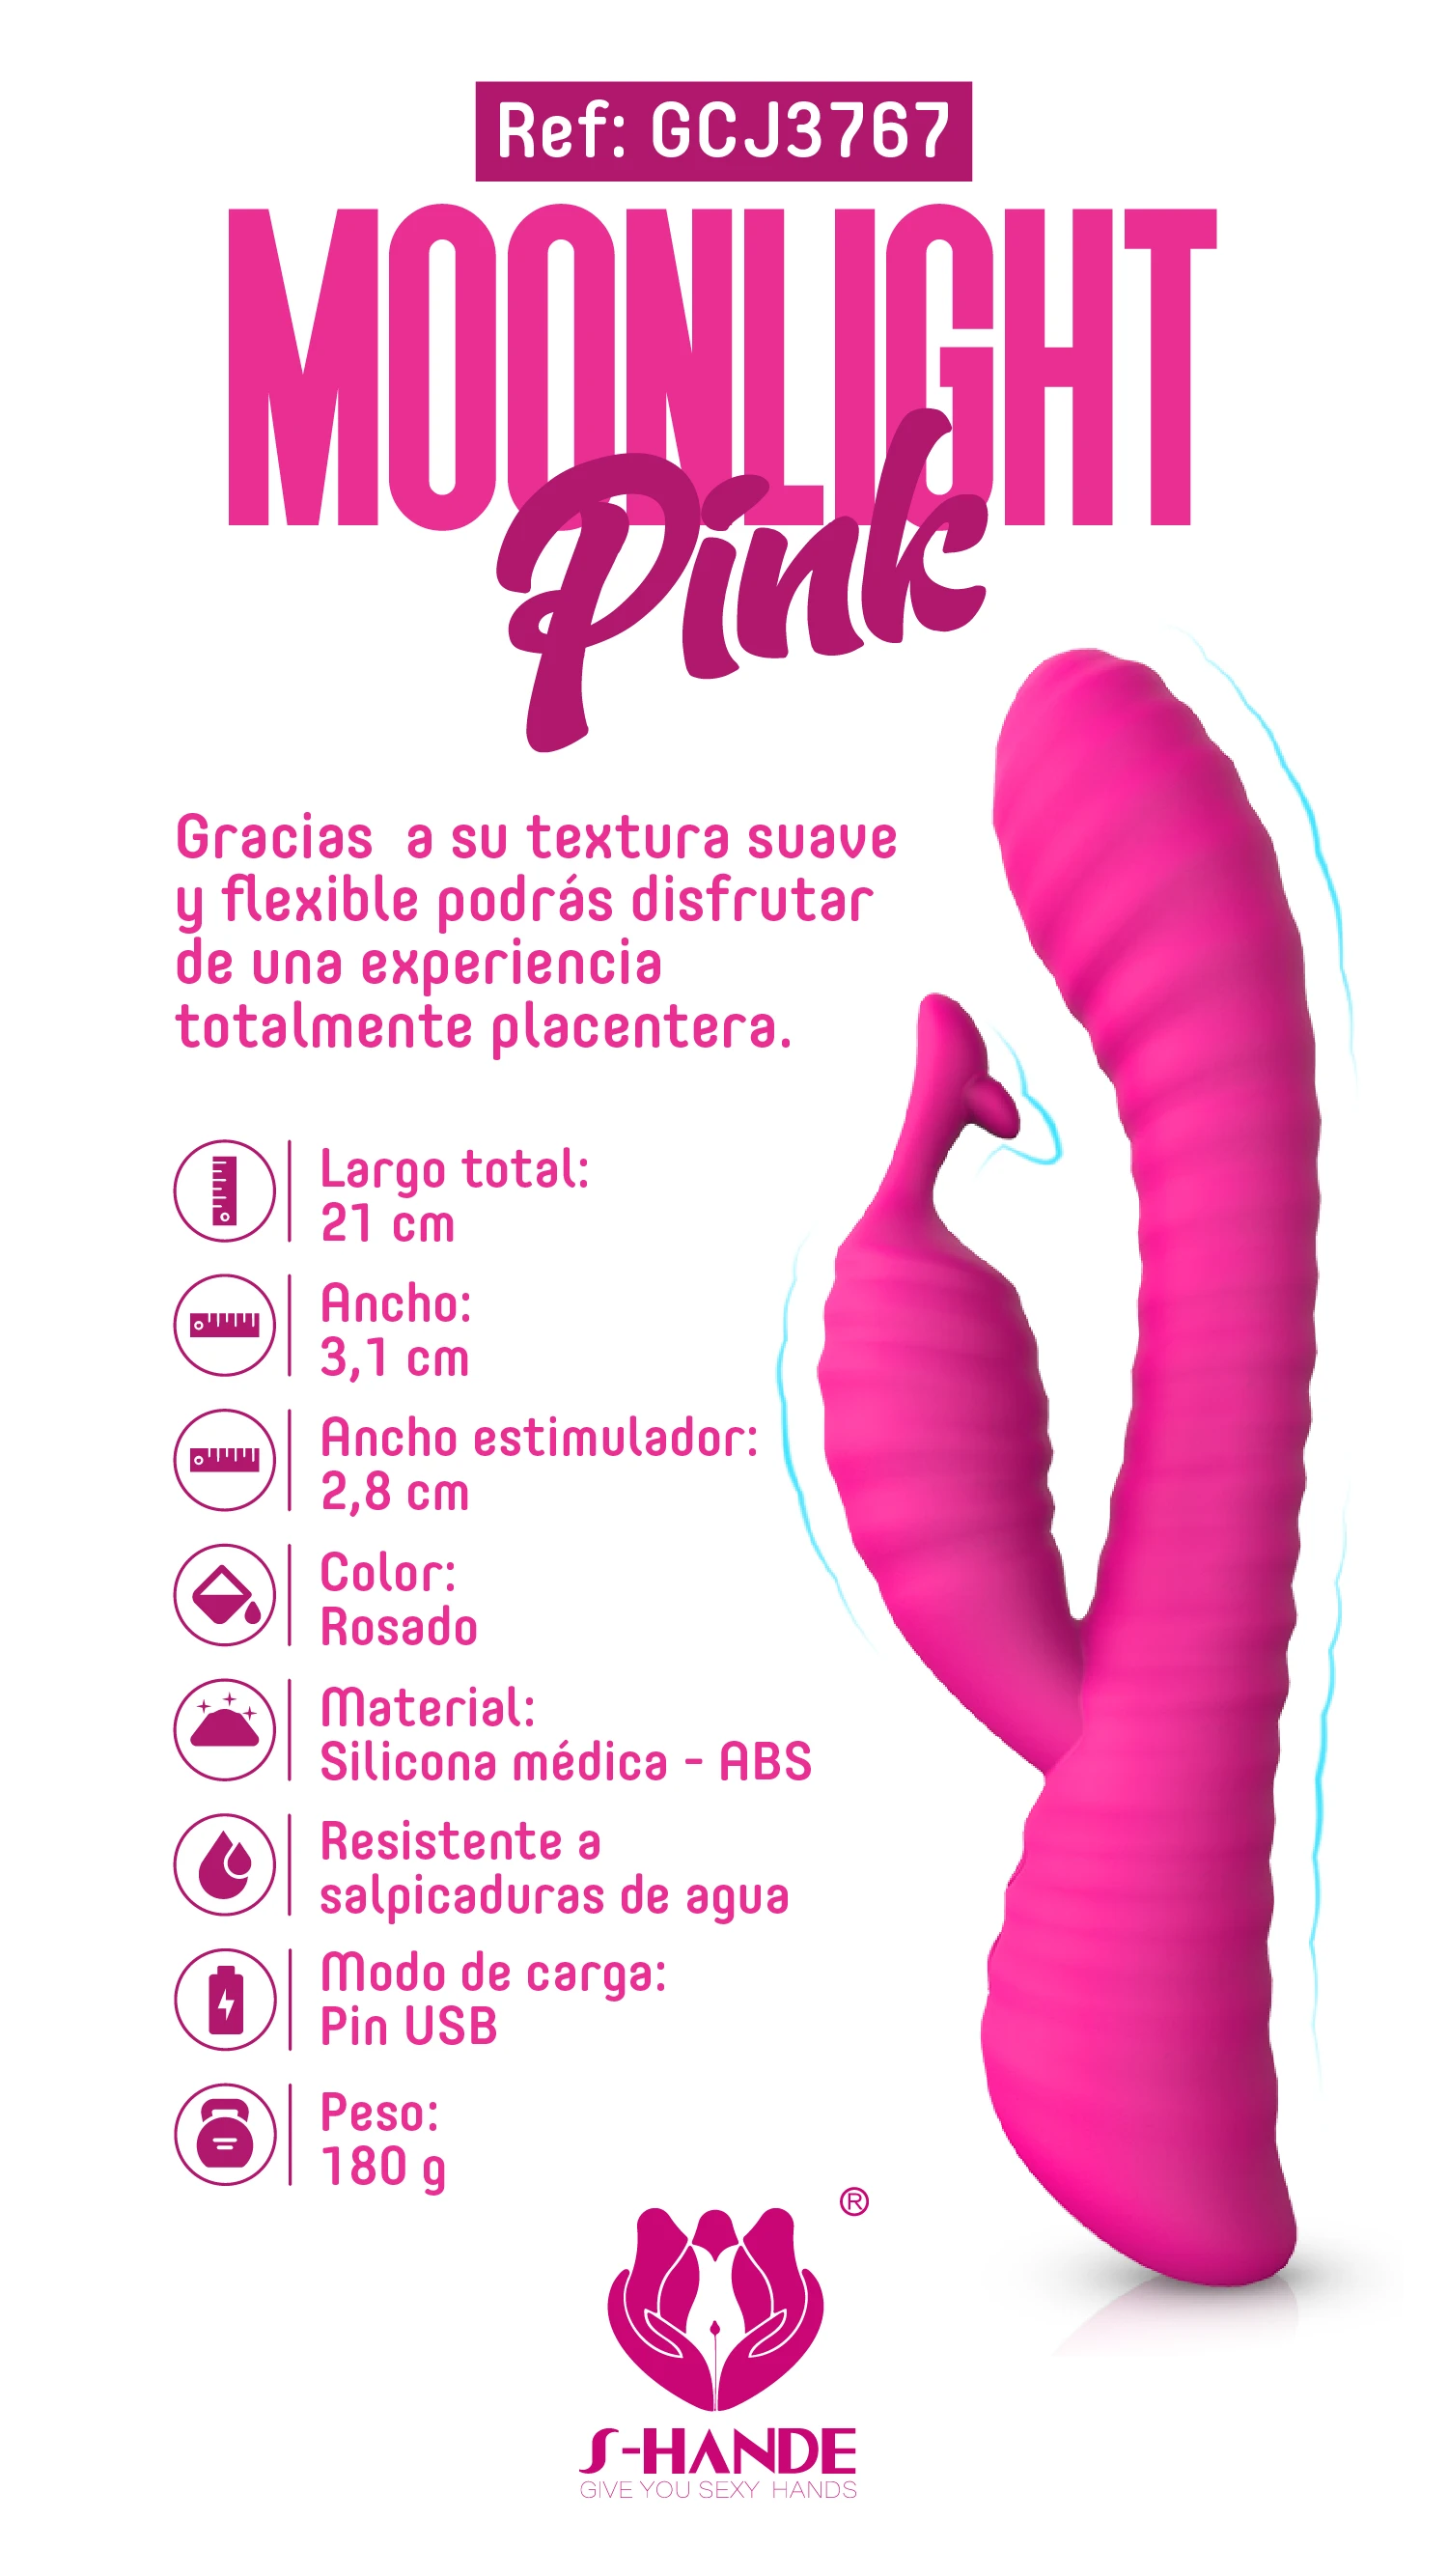 Ref: GCJ3767
MOONLIGHT
Pink
Gracias a su textura suave
y flexible podrás disfrutar
de una experiencia
totalmente placentera.
Largo total:
21 cm
Ancho:
3,1 cm
Ancho estimulador:
2,8 cm
Color:
Rosado
Material:
Silicona médica - ABS
Resistente a
salpicaduras de agua
Modo de carga:
Pin USB
Peso:
180 g
®
S-HANDE
GIVE YOU SEXY HANDS